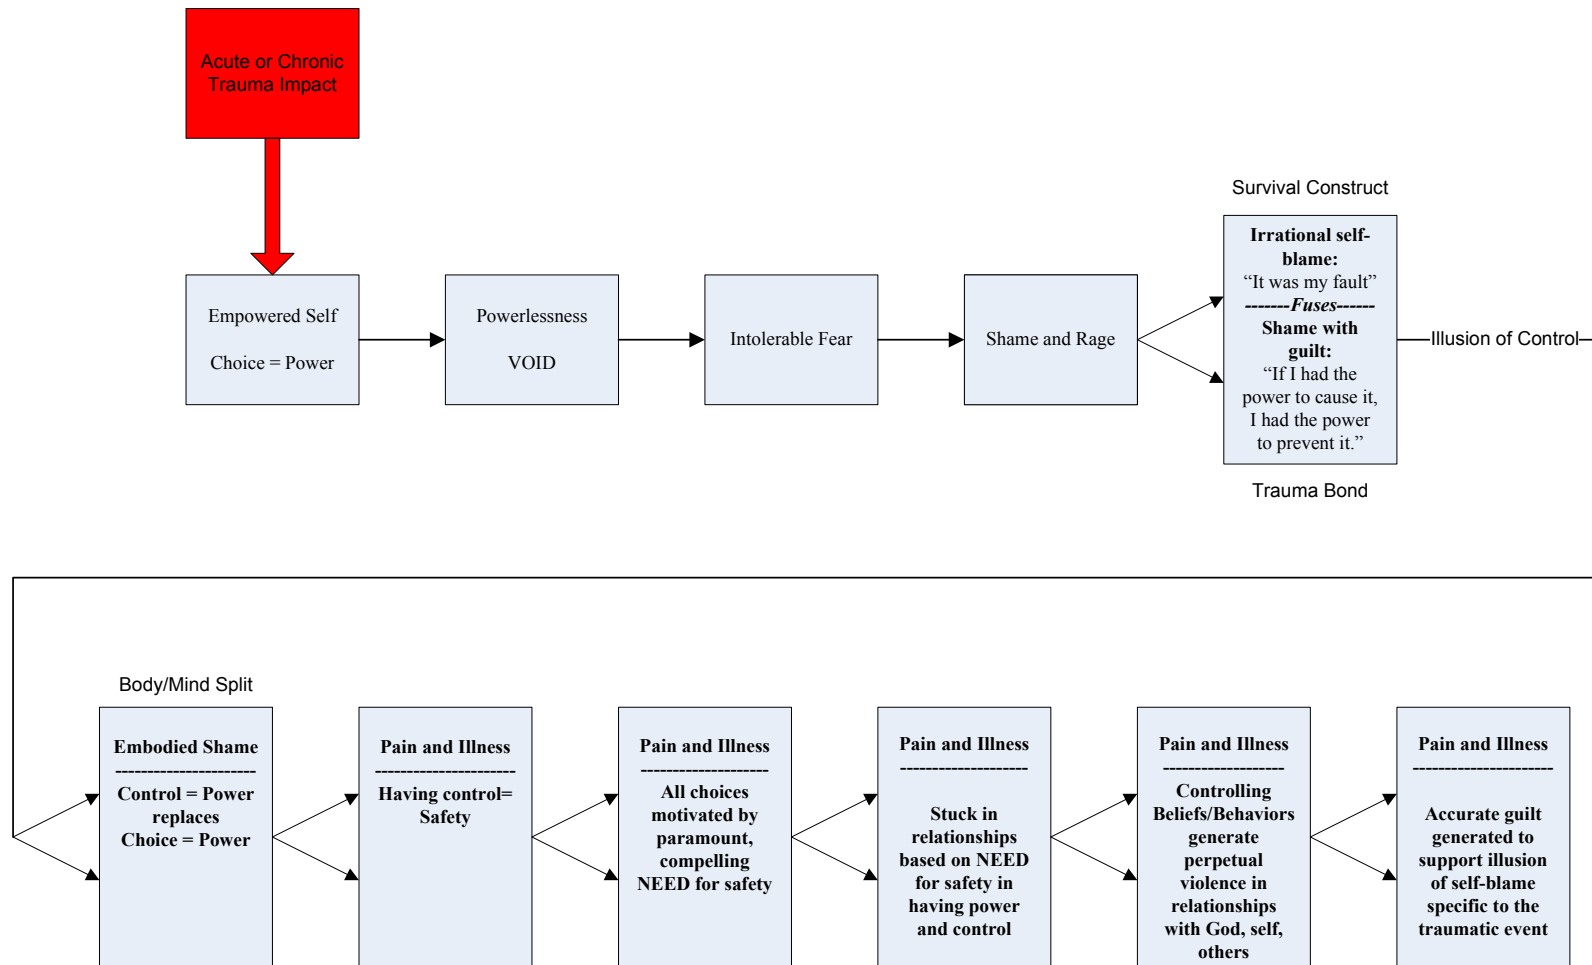 Acute or Chronic
Trauma Impact
Empowered Self
Choice = Power
Powerlessness
VOID
Intolerable Fear
Shame and Rage
Survival Construct
Irrational self-
blame:
“It was my fault”
-------Fuses------
Shame with
guilt:
“If I had the
power to cause it,
I had the power
to prevent it.”
Trauma Bond
Illusion of Control
Body/Mind Split
Embodied Shame
----------------------
Control = Power
replaces
Choice = Power
Pain and Illness
----------------------
Having control=
Safety
Pain and Illness
--------------------
All choices
motivated by
paramount,
compelling
NEED for safety
Pain and Illness
--------------------
Stuck in
relationships
based on NEED
for safety in
having power
and control
Pain and Illness
-------------------
Controlling
Beliefs/Behaviors
generate
perpetual
violence in
relationships
with God, self,
others
Pain and Illness
----------------------
Accurate guilt
generated to
support illusion
of self-blame
specific to the
traumatic event